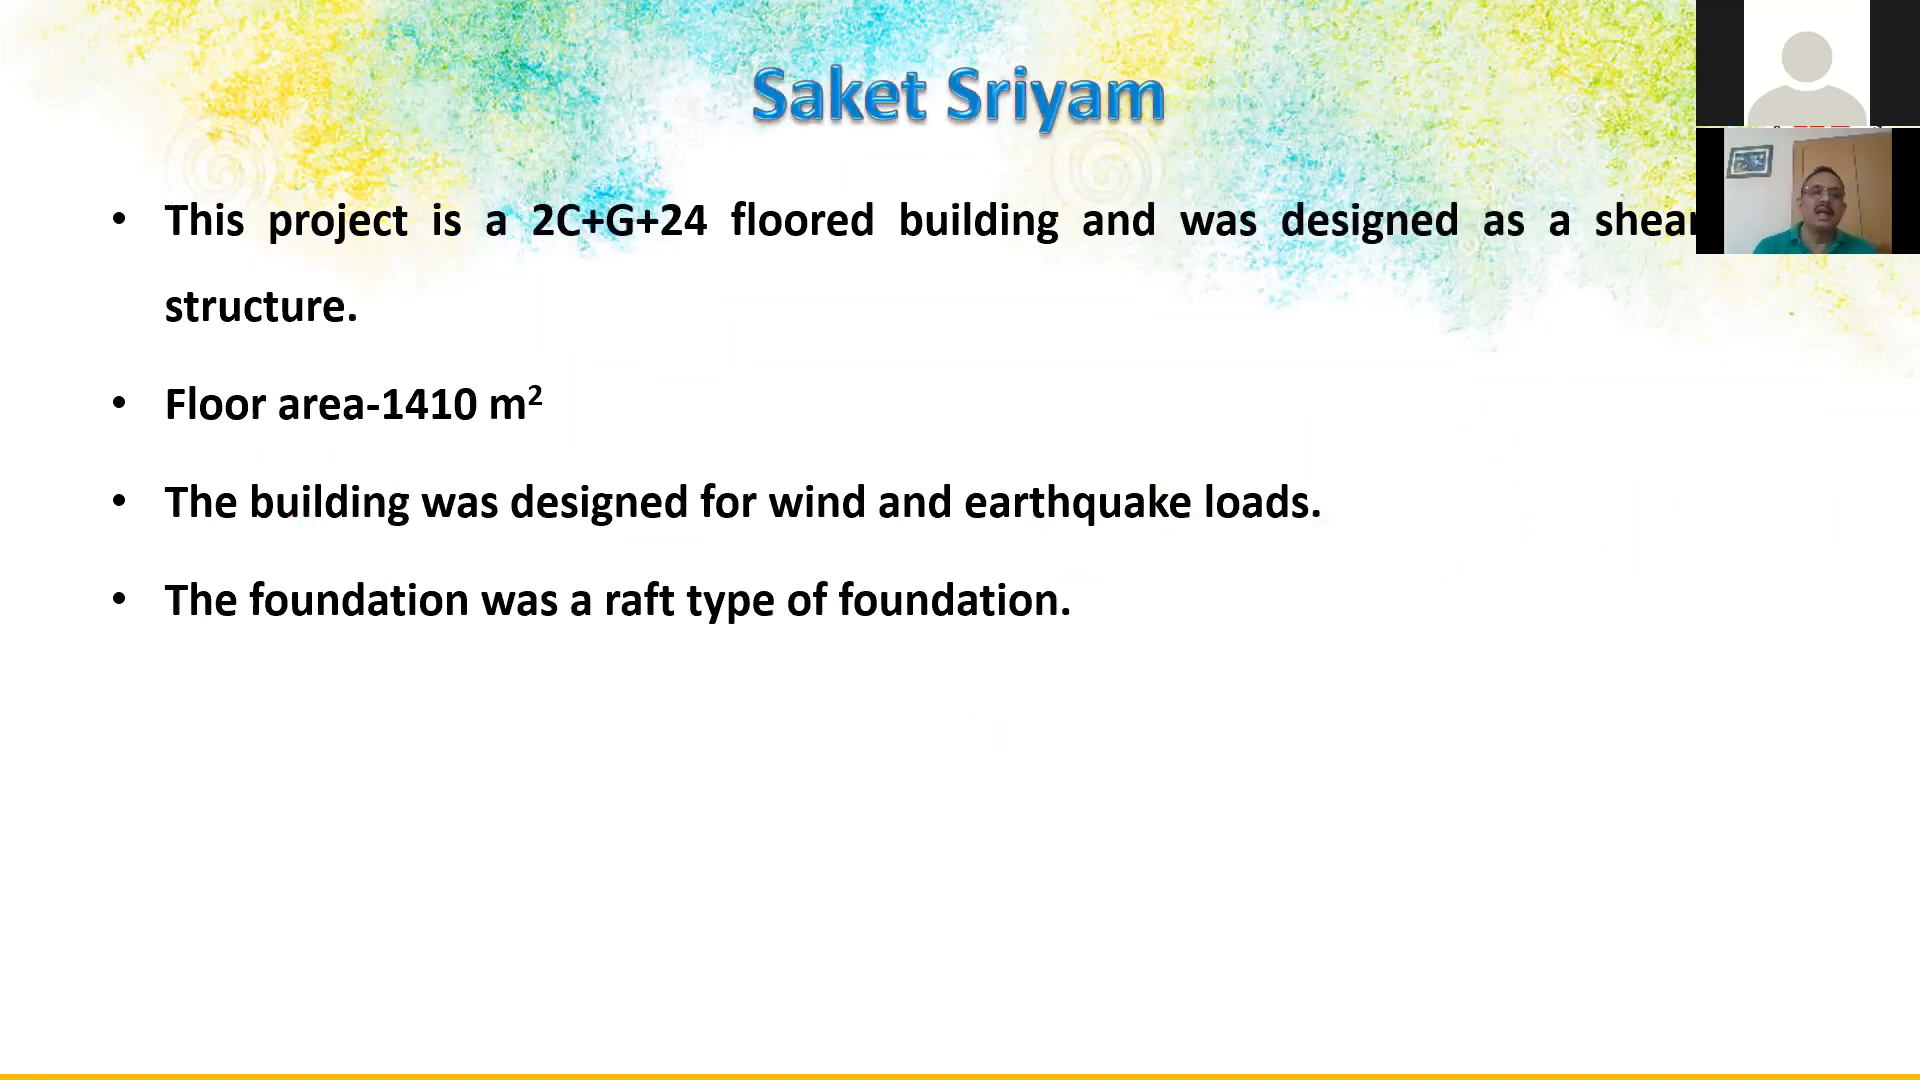 Saket Sriyam
• This project is a 2C+G+24 floored building and was designed as a shear
structure.
• Floor area-1410 m²
• The building was designed for wind and earthquake loads.
• The foundation was a raft type of foundation.